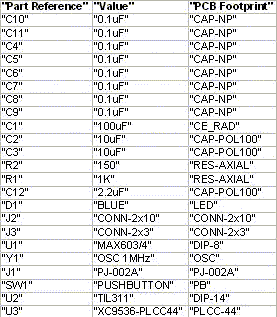 "Part Reference" "Value" "PCB Footprint"
"C10" "0.1uF" "CAP-NP"
"C11" "0.1uF" "CAP-NP"
"C4" "0.1uF" "CAP-NP"
"C5" "0.1uF" "CAP-NP"
"C6" "0.1uF" "CAP-NP"
"C7" "0.1uF" "CAP-NP"
"C8" "0.1uF" "CAP-NP"
"C9" "0.1uF" "CAP-NP"
"C1" "100uF" "CE_RAD"
"C2" "10uF" "CAP-POL100"
"C3" "10uF" "CAP-POL100"
"R2" "150" "RES-AXIAL"
"R1" "1K" "RES-AXIAL"
"C12" "2.2uF" "CAP-POL100"
"D1" "BLUE" "LED"
"J2" "CONN-2x10" "CONN-2x10"
"J3" "CONN-2x3" "CONN-2x3"
"U1" "MAX603/4" "DIP-8"
"Y1" "OSC 1MHz" "OSC"
"J1" "PJ-002A" "PJ-002A"
"SW1" "PUSHBUTTON" "PB"
"U2" "TIL311" "DIP-14"
"U3" "XC9536-PLCC44" "PLCC-44"